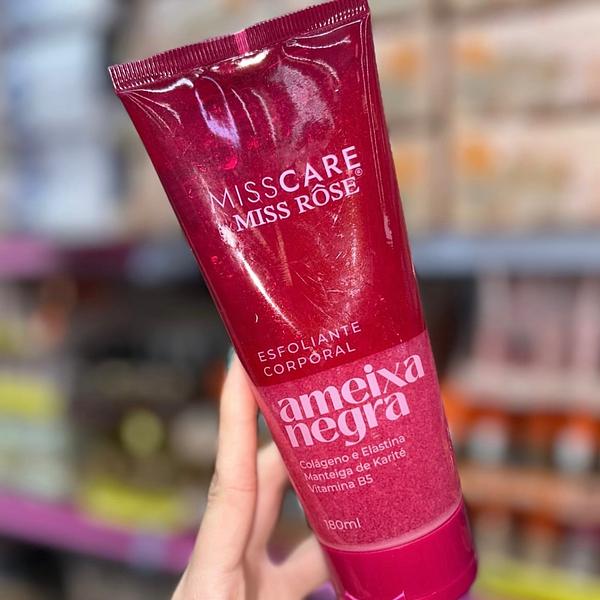 MISSCARE
MISS RÔSE®
ESFOLIANTE
CORPORAL
ameixa
negra
Colágeno e Elastina
Manteiga de Karité
Vitamina B5
180ml